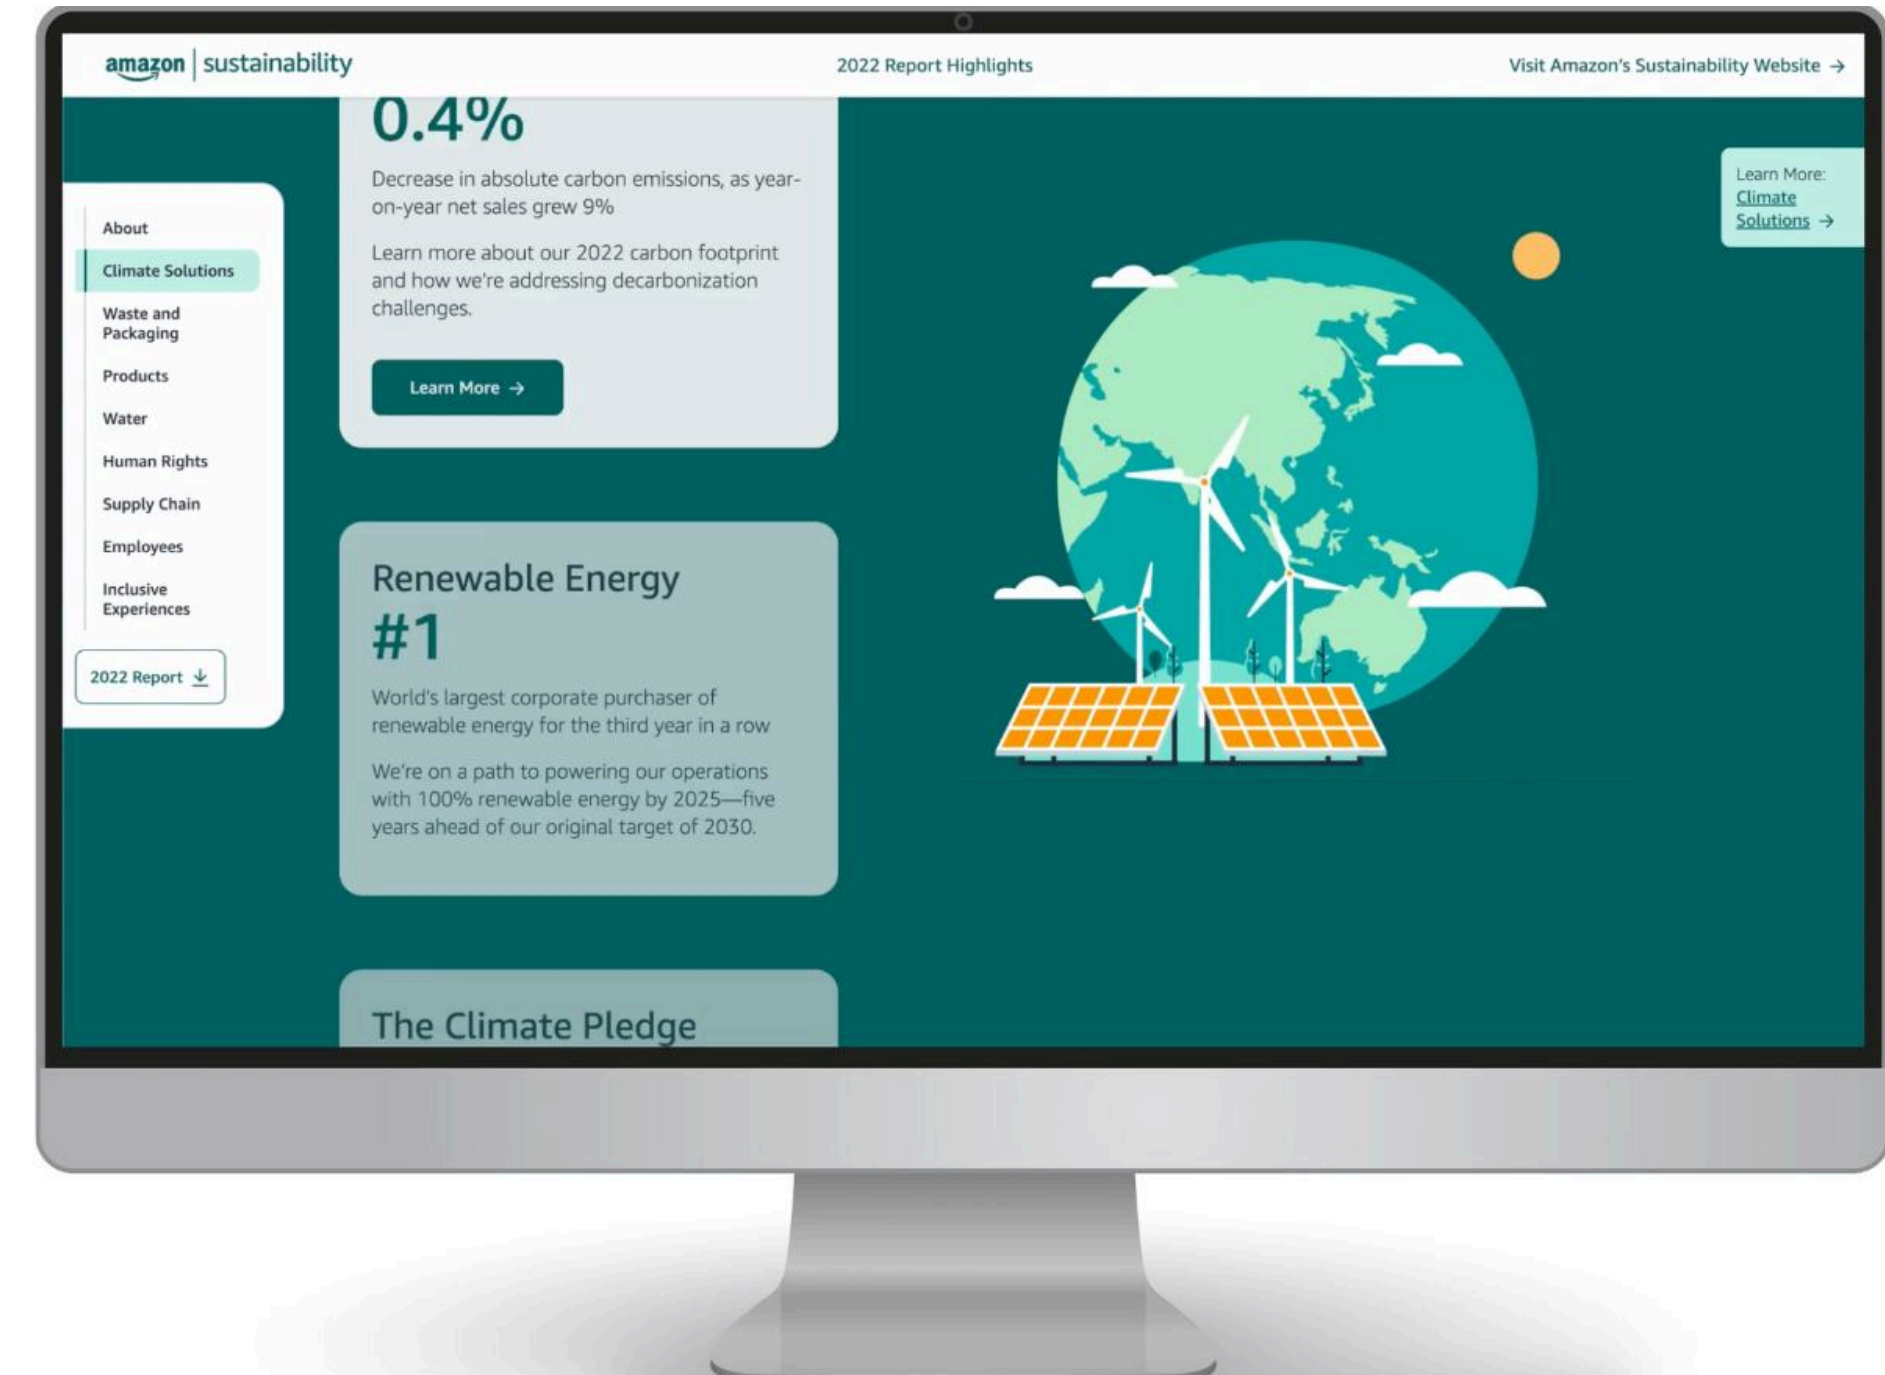 amazon | sustainability
2022 Report Highlights
Visit Amazon's Sustainability Website →
About
Climate Solutions
Waste and
Packaging
Products
Water
Human Rights
Supply Chain
Employees
Inclusive
Experiences
2022 Report
0.4%
Decrease in absolute carbon emissions, as year-
on-year net sales grew 9%
Learn more about our 2022 carbon footprint
and how we're addressing decarbonization
challenges.
Learn More →
Renewable Energy
#1
World's largest corporate purchaser of
renewable energy for the third year in a row
We're on a path to powering our operations
with 100% renewable energy by 2025—five
years ahead of our original target of 2030.
The Climate Pledge
Learn More:
Climate
Solutions →